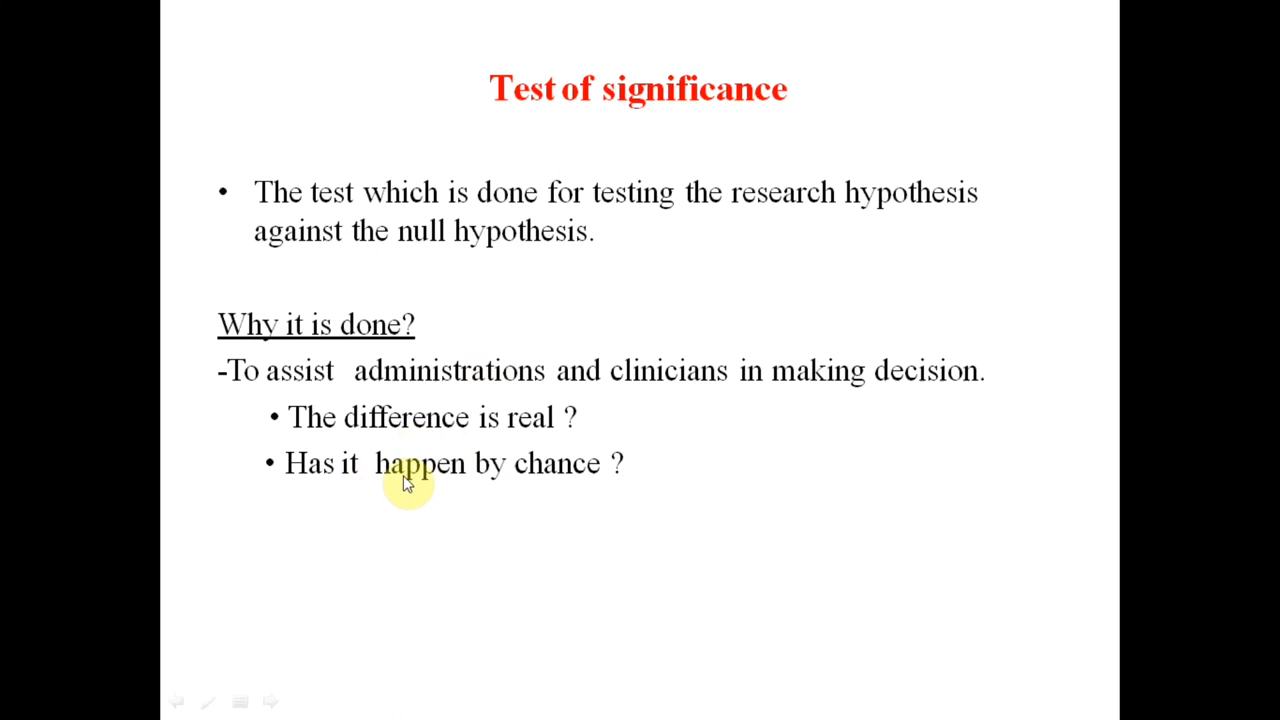 Test of significance
• The test which is done for testing the research hypothesis
against the null hypothesis.
Why it is done?
-To assist administrations and clinicians in making decision.
• The difference is real ?
• Has it happen by chance ?